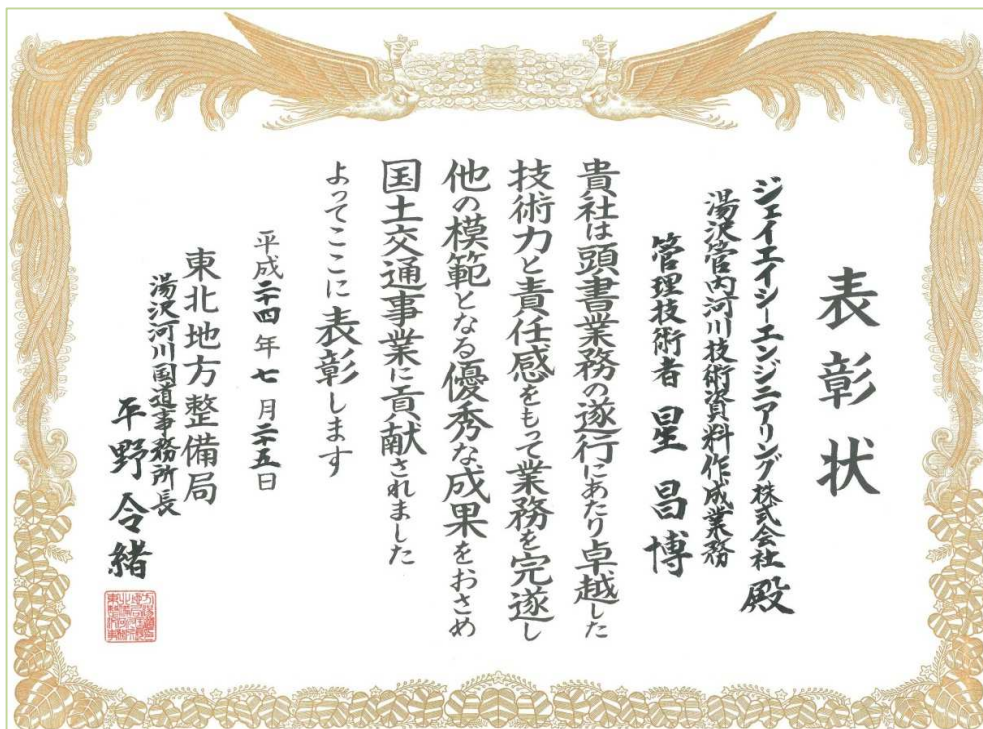 表彰状
ジェイエイシーエンジニアリング株式会社 殿
湯沢管内河川技術資料作成業務
管理技術者 星 昌博
貴社は頭書業務の遂行にあたり卓越した
技術力と責任感をもって業務を完遂し
他の模範となる優秀な成果をおさめ
国土交通事業に貢献されました
よってここに表彰します
平成二十四年七月二十五日
東北地方整備局
湯沢河川国道事務所長
平野令緒